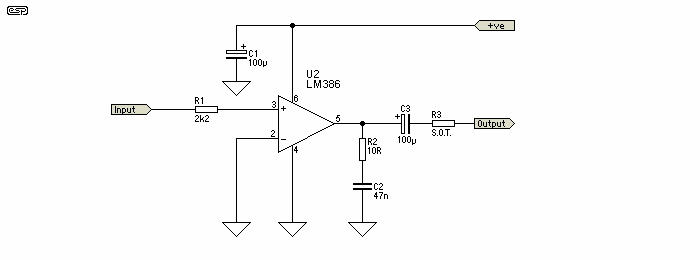 esp
+ve
+
C1
100µ
U2
LM386
6
Input
R1
2k2
3
+
2
−
4
5
R2
10R
C2
47n
+
C3
100µ
R3
S.O.T.
Output